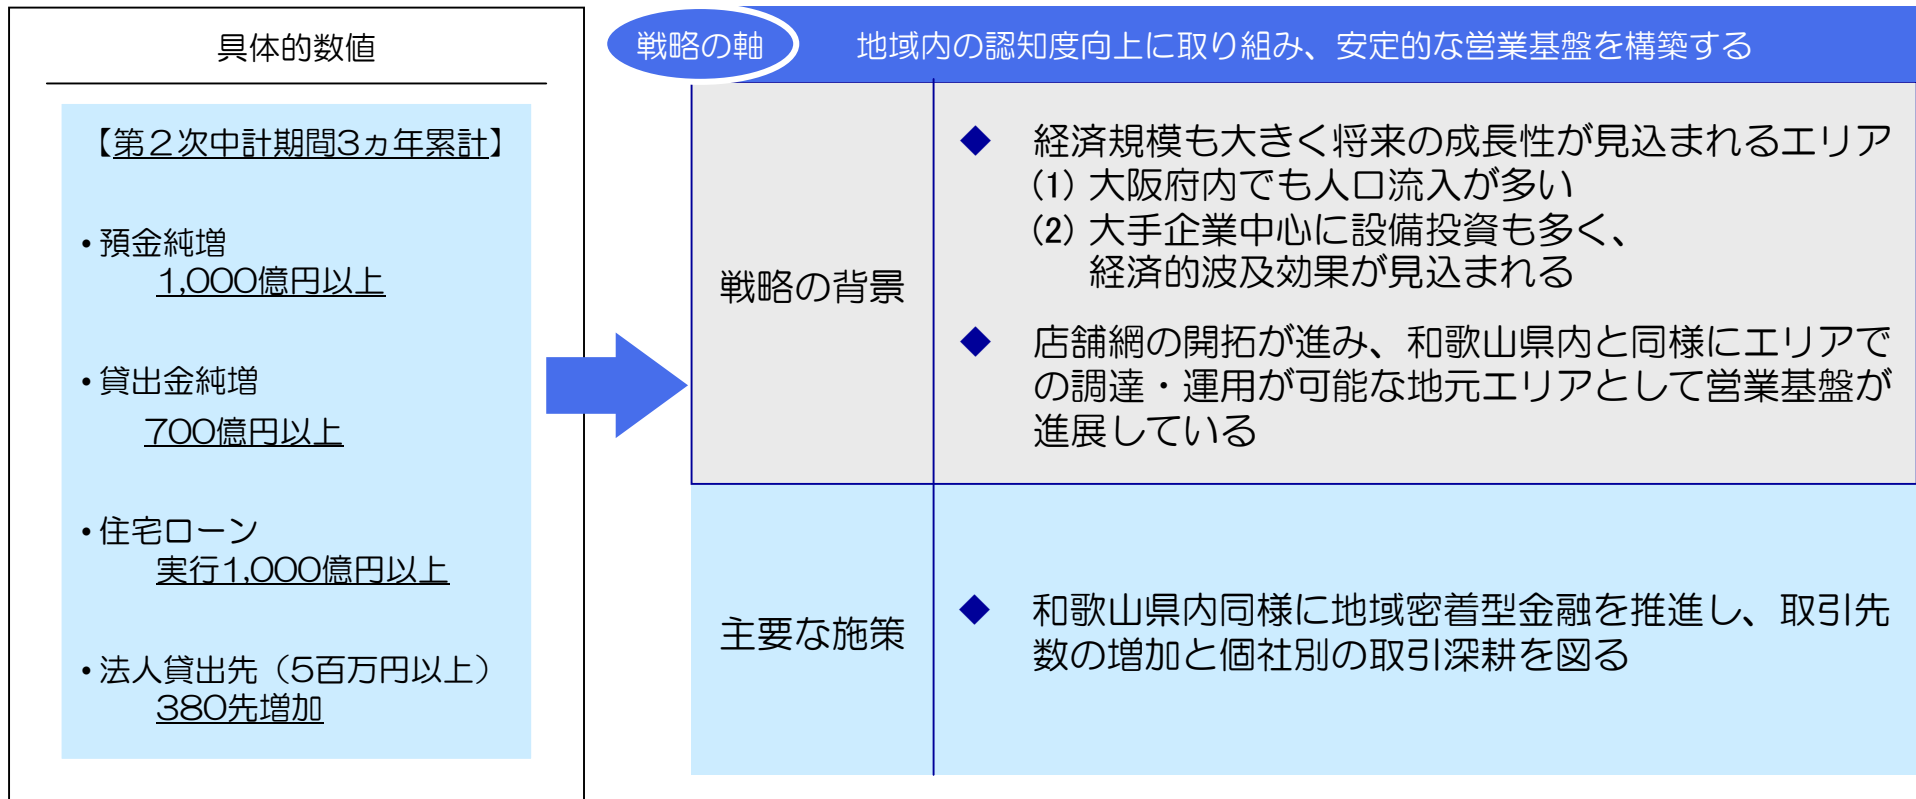 具体的数値
【第２次中計期間3ヵ年累計】
•預金純増
1,000億円以上
•貸出金純増
700億円以上
•住宅ローン
実行1,000億円以上
•法人貸出先（5百万円以上）
380先増加
戦略の軸
地域内の認知度向上に取り組み、安定的な営業基盤を構築する
戦略の背景
◆ 経済規模も大きく将来の成長性が見込まれるエリア
(1) 大阪府内でも人口流入が多い
(2) 大手企業中心に設備投資も多く、
経済的波及効果が見込まれる
◆ 店舗網の開拓が進み、和歌山県内と同様にエリアで
の調達・運用が可能な地元エリアとして営業基盤が
進展している
主要な施策
◆ 和歌山県内同様に地域密着型金融を推進し、取引先
数の増加と個社別の取引深耕を図る